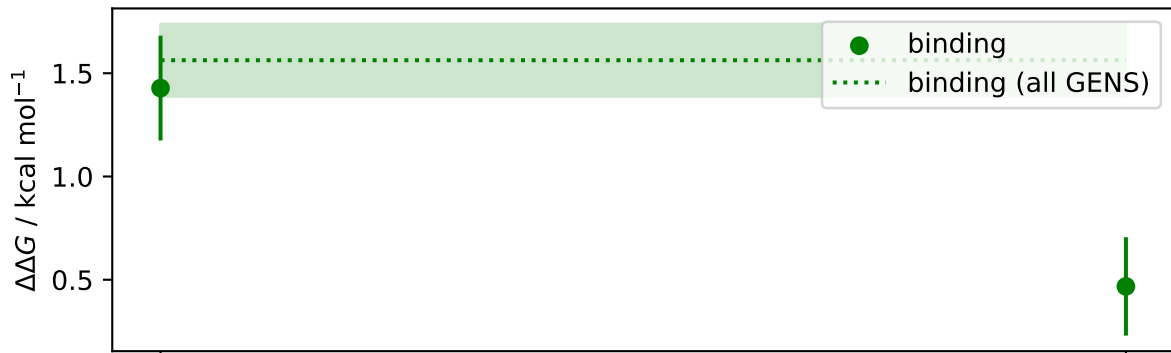 ΔΔG / kcal mol⁻¹
1.5
1.0
0.5
binding
binding (all GENS)